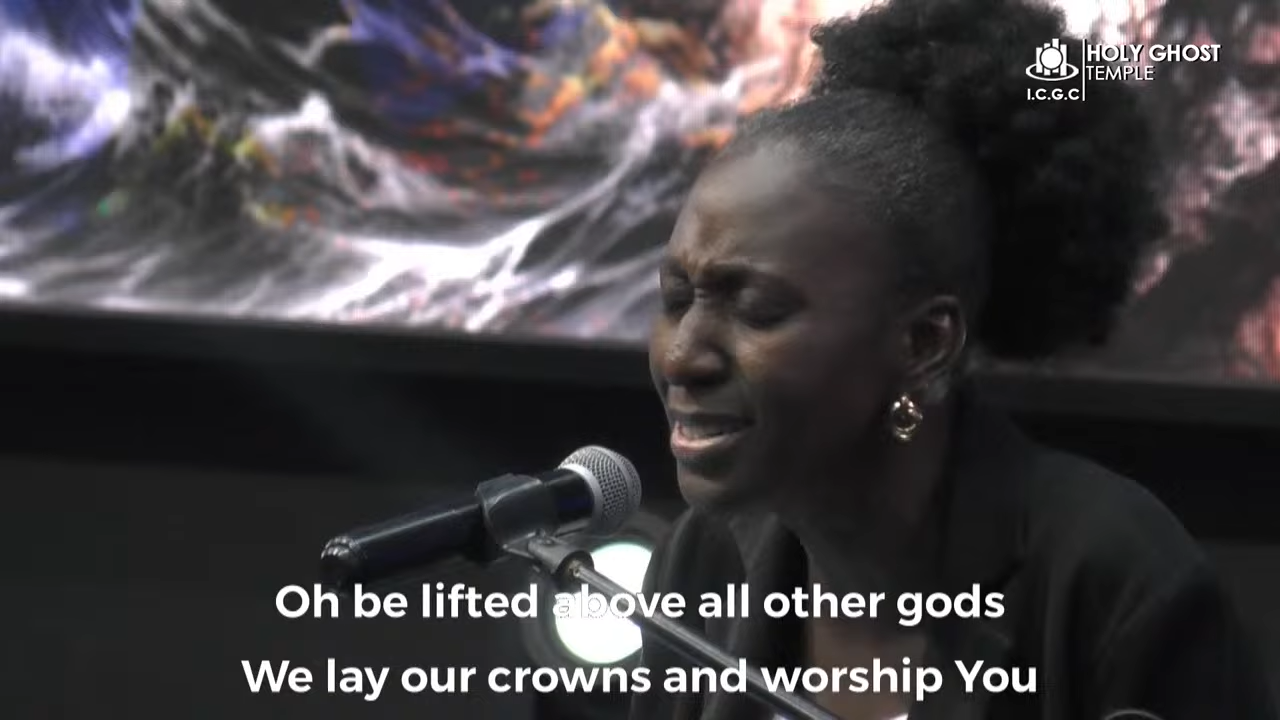 HOLY GHOST
TEMPLE
I.C.G.C
Oh be lifted above all other gods
We lay our crowns and worship You